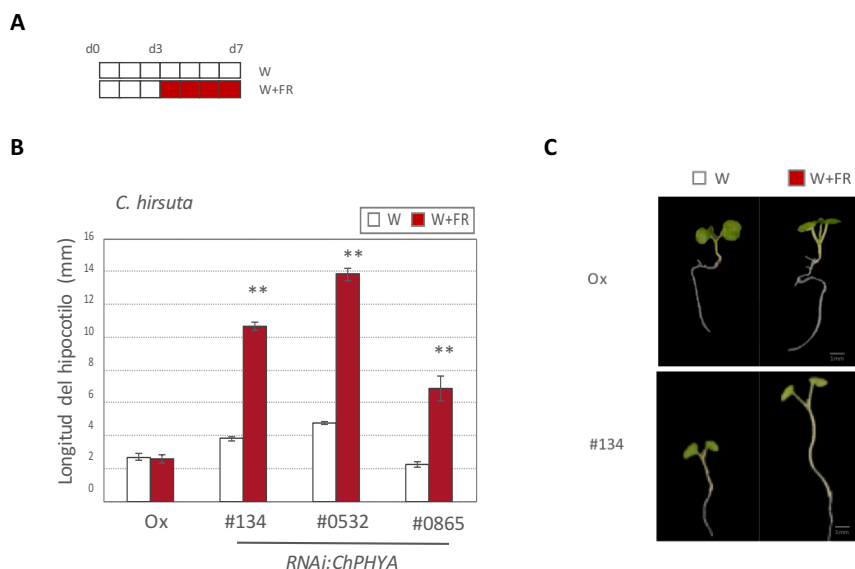 A
d0 d3 d7
W
W+FR
B
C. hirsuta
W W+FR
Longitud del hipocotilo (mm)
16
14
12
10
8
6
4
2
0
**
**
**
Ox #134 #0532 #0865
RNAi:ChPHYA
C
W W+FR
Ox
1mm
#134
1mm